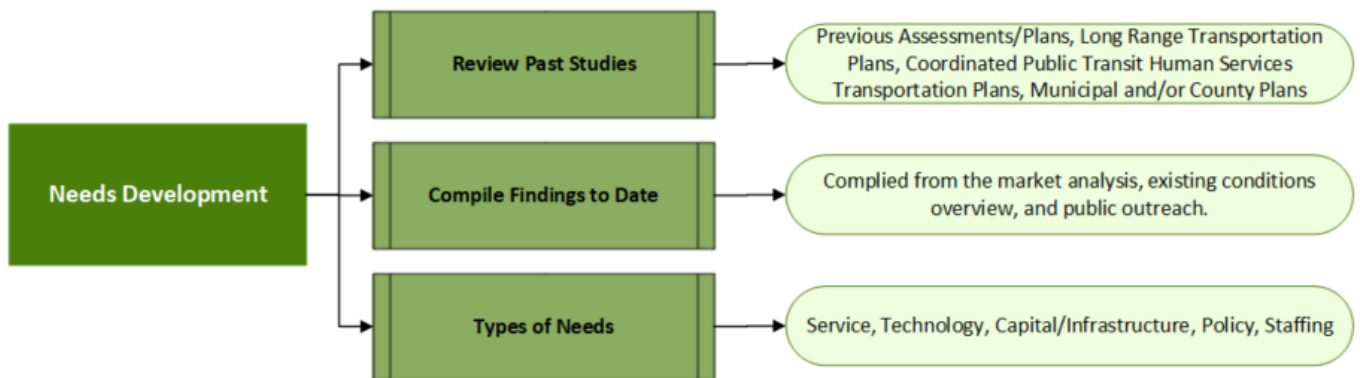 Needs Development
Review Past Studies
Previous Assessments/Plans, Long Range Transportation
Plans, Coordinated Public Transit Human Services
Transportation Plans, Municipal and/or County Plans
Compile Findings to Date
Complied from the market analysis, existing conditions
overview, and public outreach.
Types of Needs
Service, Technology, Capital/Infrastructure, Policy, Staffing